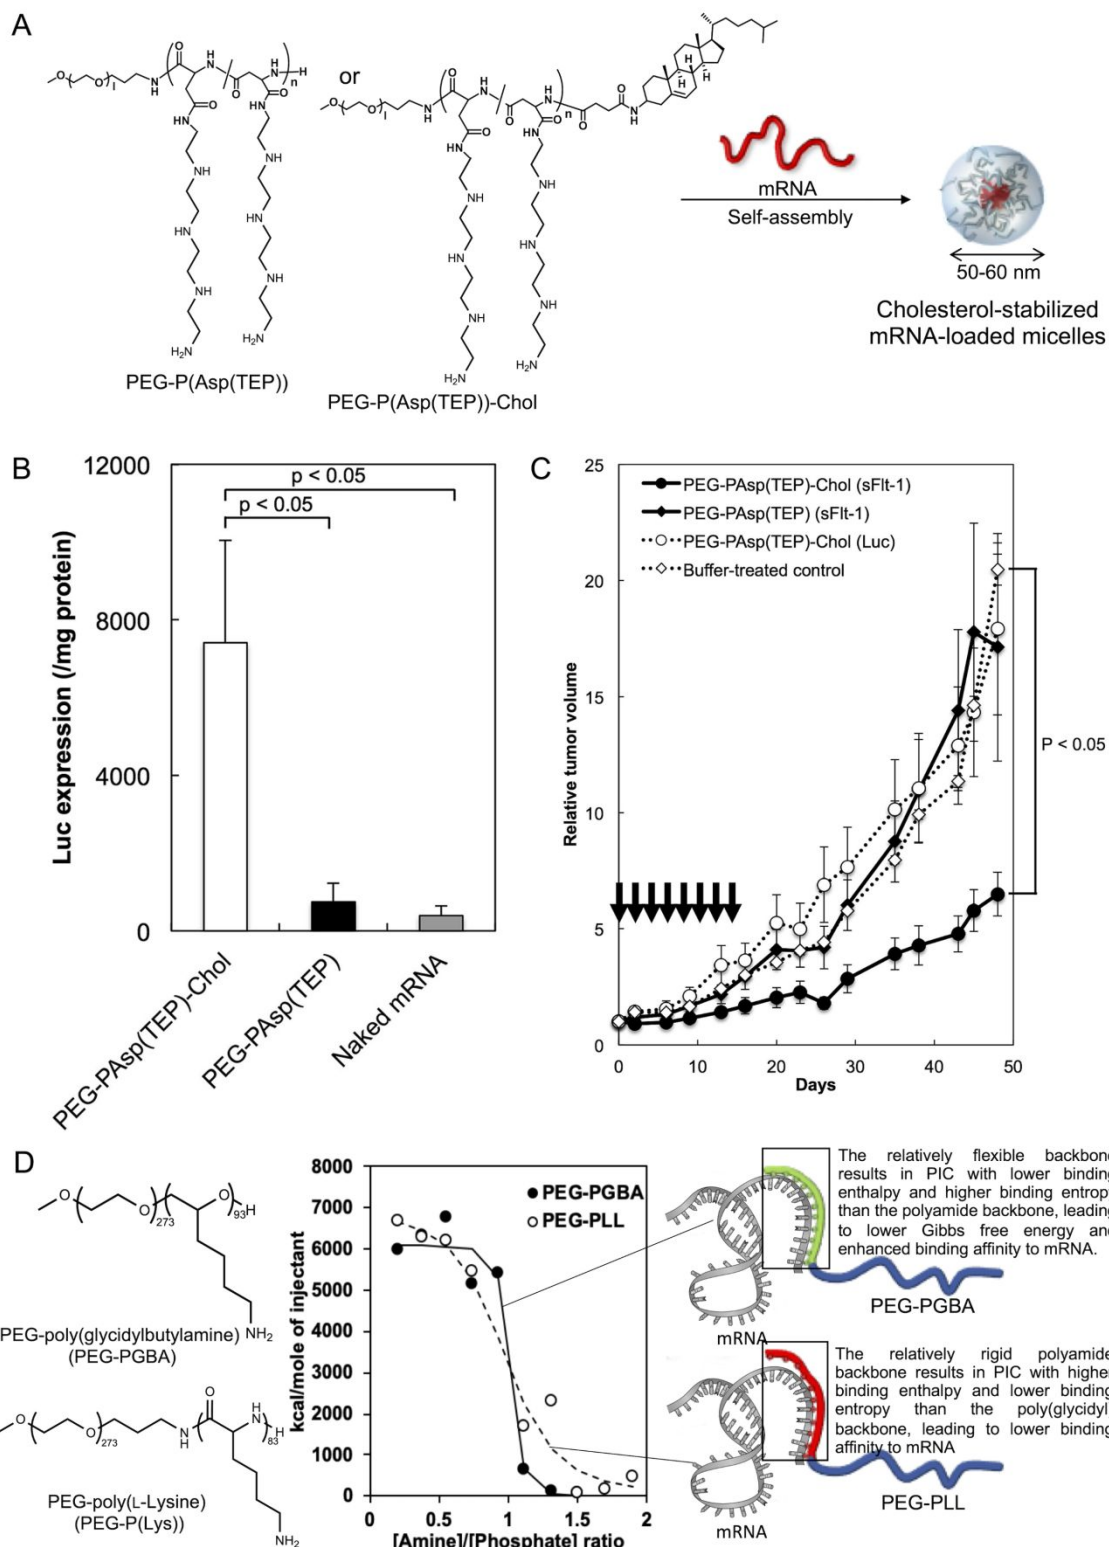 A
or
mRNA
Self-assembly
50-60 nm
Cholesterol-stabilized
mRNA-loaded micelles
PEG-P(Asp(TEP))
PEG-P(Asp(TEP))-Chol
B
12000
8000
4000
0
Luc expression (/mg protein)
p < 0.05
p < 0.05
PEG-PAsp(TEP)-Chol
PEG-PAsp(TEP)
Naked mRNA
C
25
20
15
10
5
0
Relative tumor volume
PEG-PAsp(TEP)-Chol (sFlt-1)
PEG-PAsp(TEP) (sFlt-1)
PEG-PAsp(TEP)-Chol (Luc)
Buffer-treated control
P < 0.05
0 10 20 30 40 50
Days
D
PEG-poly(glycidylbutylamine)
(PEG-PGBA)
PEG-poly(L-Lysine)
(PEG-P(Lys))
8000
7000
6000
5000
4000
3000
2000
1000
0
kcal/mole of injectant
PEG-PGBA
PEG-PLL
0 0.5 1 1.5 2
[Amine]/[Phosphate] ratio
mRNA
The relatively flexible backbone
results in PIC with lower binding
enthalpy and higher binding entropy
than the polyamide backbone, leading
to lower Gibbs free energy and
enhanced binding affinity to mRNA.
PEG-PGBA
mRNA
The relatively rigid polyamide
backbone results in PIC with higher
binding enthalpy and lower binding
entropy than the poly(glycidyl)
backbone, leading to lower binding
affinity to mRNA
PEG-PLL